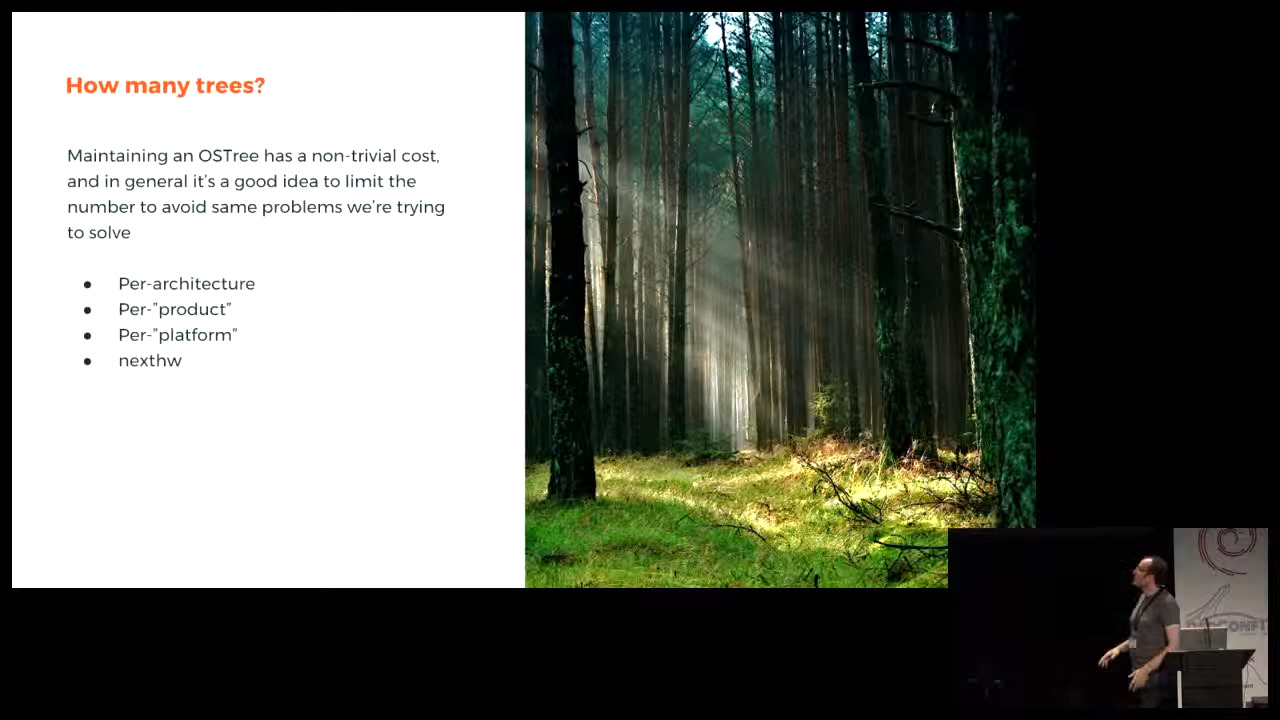 How many trees?
Maintaining an OSTree has a non-trivial cost,
and in general it's a good idea to limit the
number to avoid same problems we're trying
to solve
● Per-architecture
● Per-"product"
● Per-"platform"
● nexthw